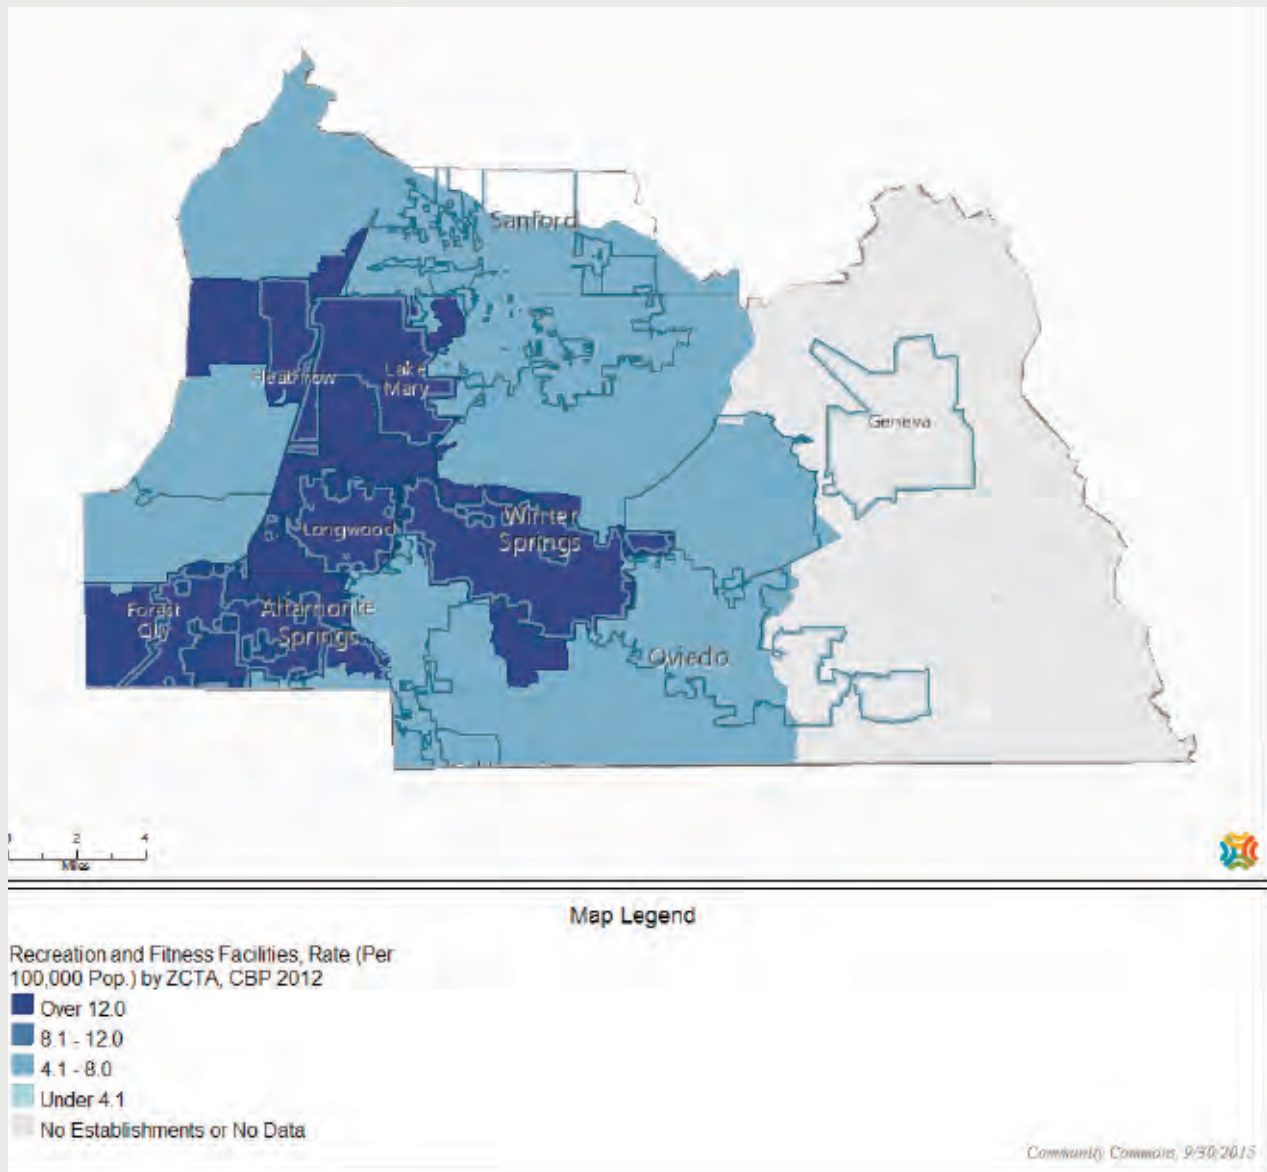 Sanford
Heathrow
Lake
Mary
Geneva
Longwood
Winter
Springs
Forest
City
Altamonte
Springs
Oviedo
0 2 4
Miles
Map Legend
Recreation and Fitness Facilities, Rate (Per
100,000 Pop.) by ZCTA, CBP 2012
Over 12.0
8.1 - 12.0
4.1 - 8.0
Under 4.1
No Establishments or No Data
Community Commons, 9/30/2015